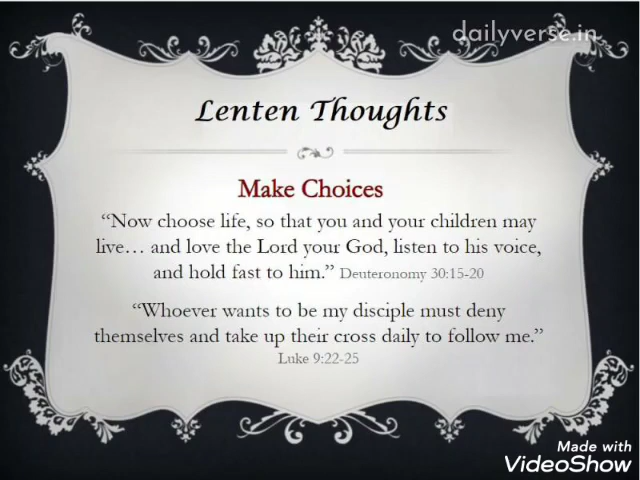 dailyverse.in
Lenten Thoughts
Make Choices
“Now choose life, so that you and your children may
live… and love the Lord your God, listen to his voice,
and hold fast to him.” Deuteronomy 30:15-20
“Whoever wants to be my disciple must deny
themselves and take up their cross daily to follow me.”
Luke 9:22-25
Made with
VideoShow